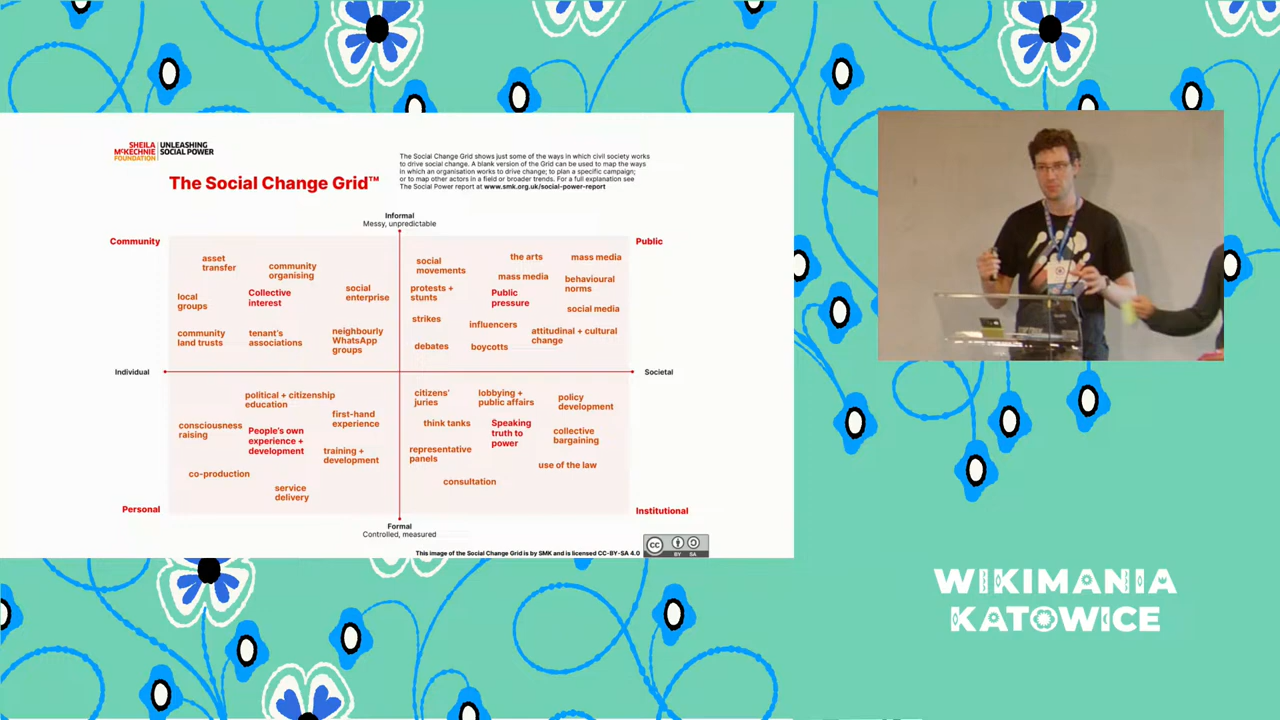 SHEILA
McKECHNIE
FOUNDATION
UNLEASHING
SOCIAL POWER
The Social Change Grid™
The Social Change Grid shows just some of the ways in which civil society works
to drive social change. A blank version of the Grid can be used to map the ways
in which an organisation works to drive change; to plan a specific campaign;
or to map other actors in a field or broader trends. For a full explanation see
The Social Power report at www.smk.org.uk/social-power-report
Informal
Messy, unpredictable
Community
asset
transfer
community
organising
local
groups
Collective
interest
social
enterprise
community
land trusts
tenant's
associations
neighbourly
WhatsApp
groups
Public
social
movements
the arts
mass media
mass media
behavioural
norms
protests +
stunts
Public
pressure
social media
strikes
influencers
attitudinal + cultural
change
debates
boycotts
Individual
Societal
political + citizenship
education
first-hand
experience
consciousness
raising
People's own
experience +
development
training +
development
co-production
service
delivery
Personal
citizens'
juries
lobbying +
public affairs
policy
development
think tanks
Speaking
truth to
power
collective
bargaining
representative
panels
use of the law
consultation
Institutional
Formal
Controlled, measured
This image of the Social Change Grid is by SMK and is licensed CC-BY-SA 4.0
CC
BY SA
WIKIMANIA
KATOWICE